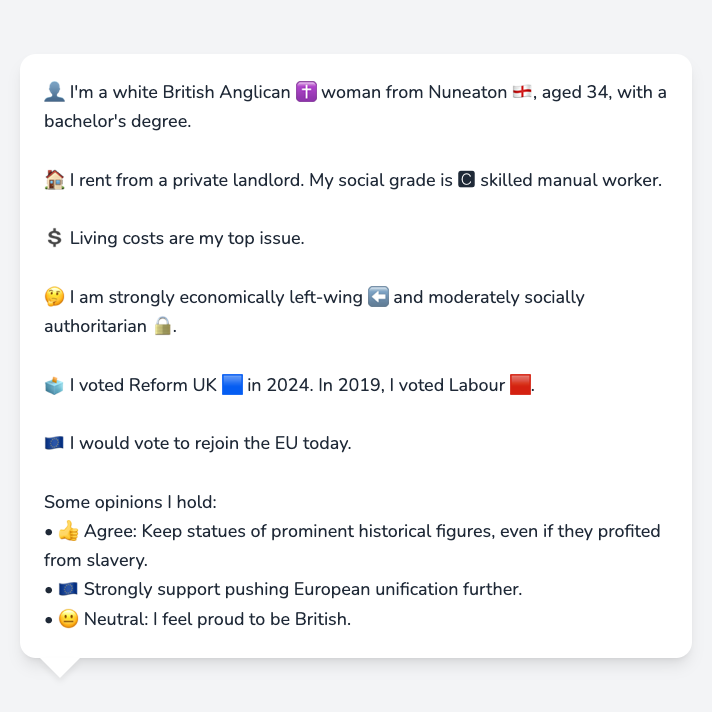 👤 I'm a white British Anglican ✝️ woman from Nuneaton 🏴󠁧󠁢󠁥󠁮󠁧󠁿, aged 34, with a
bachelor's degree.
🏠 I rent from a private landlord. My social grade is 🅲 skilled manual worker.
💲 Living costs are my top issue.
🤔 I am strongly economically left-wing ⬅️ and moderately socially
authoritarian 🔒.
🗳️ I voted Reform UK 🟦 in 2024. In 2019, I voted Labour 🟥.
🇪🇺 I would vote to rejoin the EU today.
Some opinions I hold:
• 👍 Agree: Keep statues of prominent historical figures, even if they profited
from slavery.
• 🇪🇺 Strongly support pushing European unification further.
• 😐 Neutral: I feel proud to be British.